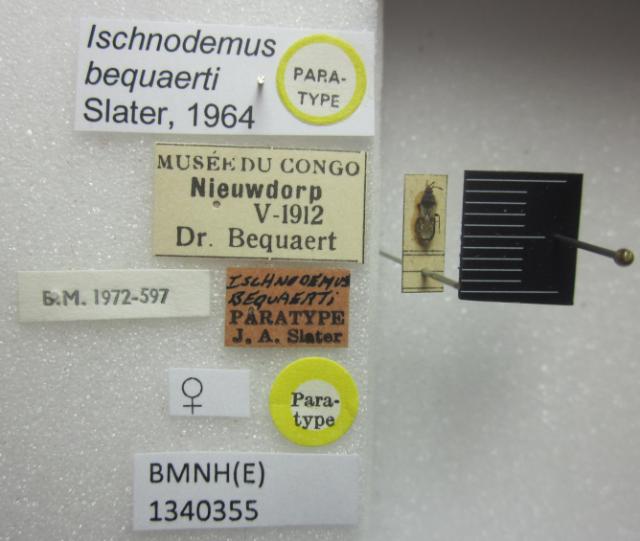 Ischnodemus
bequaerti
Slater, 1964
PARA-
TYPE
MUSÉE DU CONGO
Nieuwdorp
V-1912
Dr. Bequaert
B.M. 1972-597
ISCHNODEMUS
BEQUAERTi
PARATYPE
J. A. Slater
♀
Para-
type
BMNH(E)
1340355